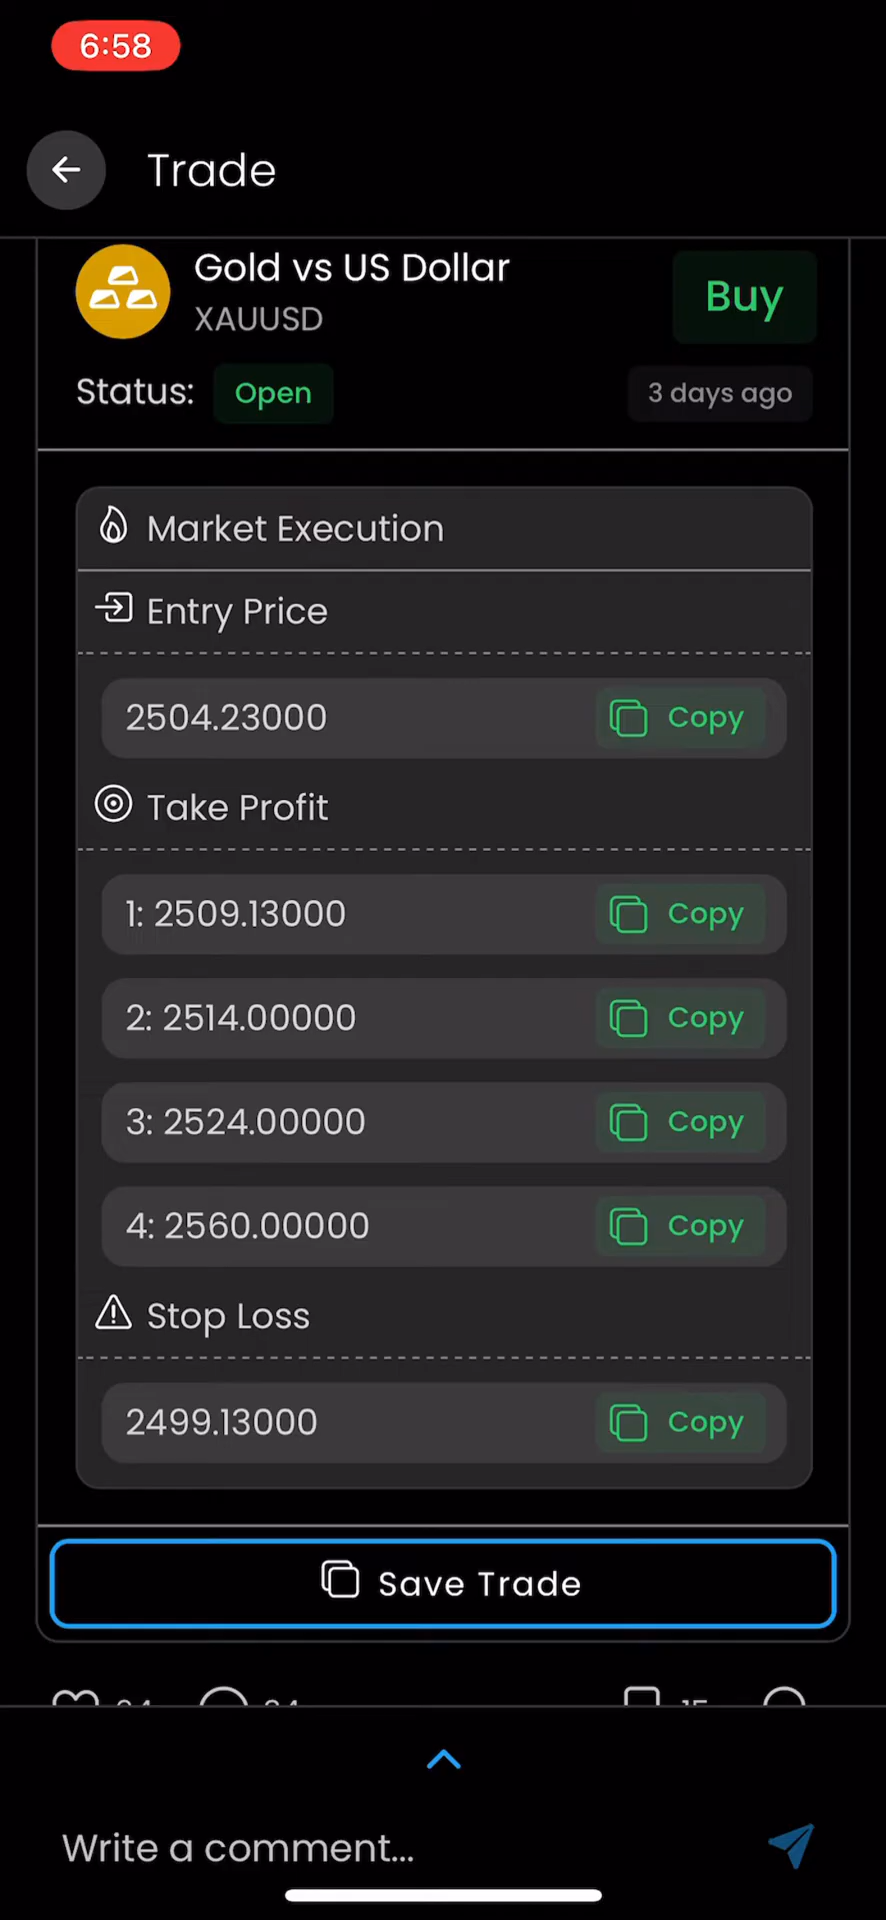 6:58
Trade
Gold vs US Dollar
XAUUSD
Buy
Status: Open
3 days ago
Market Execution
Entry Price
2504.23000 Copy
Take Profit
1: 2509.13000 Copy
2: 2514.00000 Copy
3: 2524.00000 Copy
4: 2560.00000 Copy
Stop Loss
2499.13000 Copy
Save Trade
Write a comment...